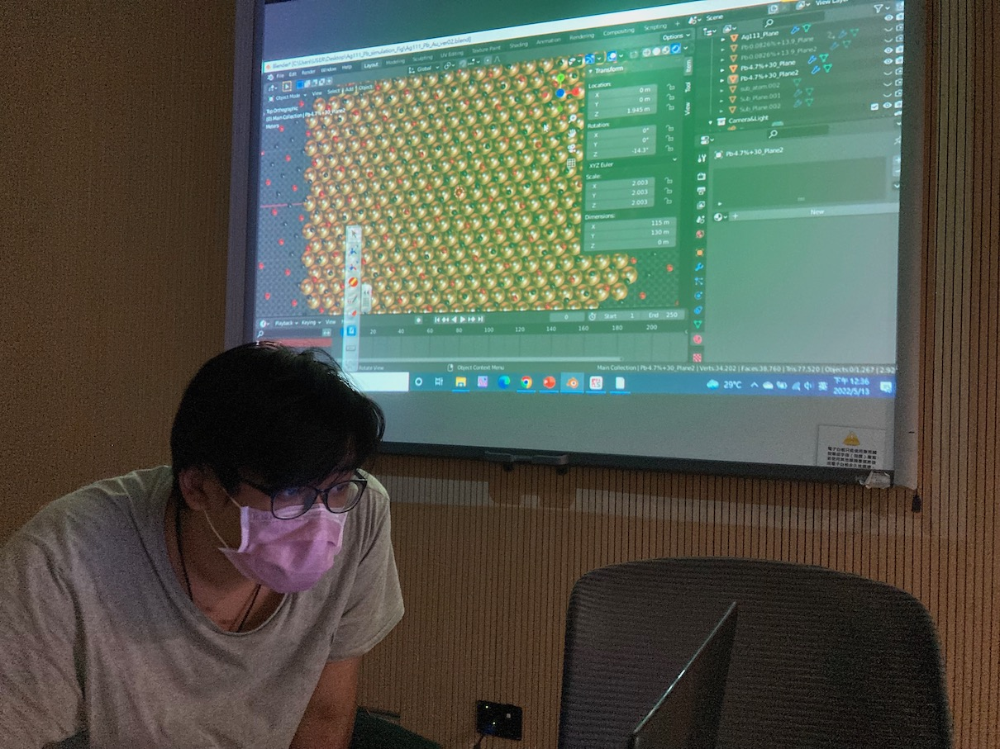 Blender* [C:\Users\USER\Desktop\Ag111_Pb_simulation_fig\Ag111_Pb_Au_ver02.blend]
File Edit Render Window Help Layout Modeling Sculpting UV Editing Texture Paint Shading Animation Rendering Compositing Scripting + Scene View Layer
Global Options
Object Mode View Select Add Object
Top Orthographic
(0) Main Collection | Pb-4.7%+30_Plane2
Meters
Transform
Location:
X 0 m
Y 0 m
Z 1.945 m
Rotation:
X 0°
Y 0°
Z -14.3°
XYZ Euler
Scale:
X 2.003
Y 2.003
Z 2.003
Dimensions:
X 115 m
Y 130 m
Z 0 m
Item
Tool
View
Ag111_Plane
Pb-0.0826%+13.9_Plane
Pb-0.0826%+13.9_Plane2
Pb-4.7%+30_Plane
Pb-4.7%+30_Plane2
sub_atom.002
Sub_Plane.001
Sub_Plane.002
Camera&Light
Pb-4.7%+30_Plane2
+ New
Playback Keying View
0 Start 1 End 250
20 40 60 80 100 120 140 160 180 200
Rotate View Object Context Menu Main Collection | Pb-4.7%+30_Plane2 | Verts:34,202 | Faces:38,760 | Tris:77,520 | Objects:0/1,267 | 2.92
29°C 英 下午 12:36
2022/5/13